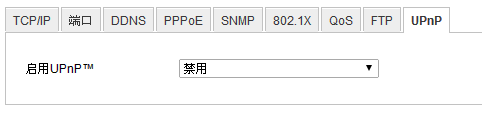 TCP/IP 端口 DDNS PPPoE SNMP 802.1X QoS FTP UPnP
启用UPnP™ 禁用